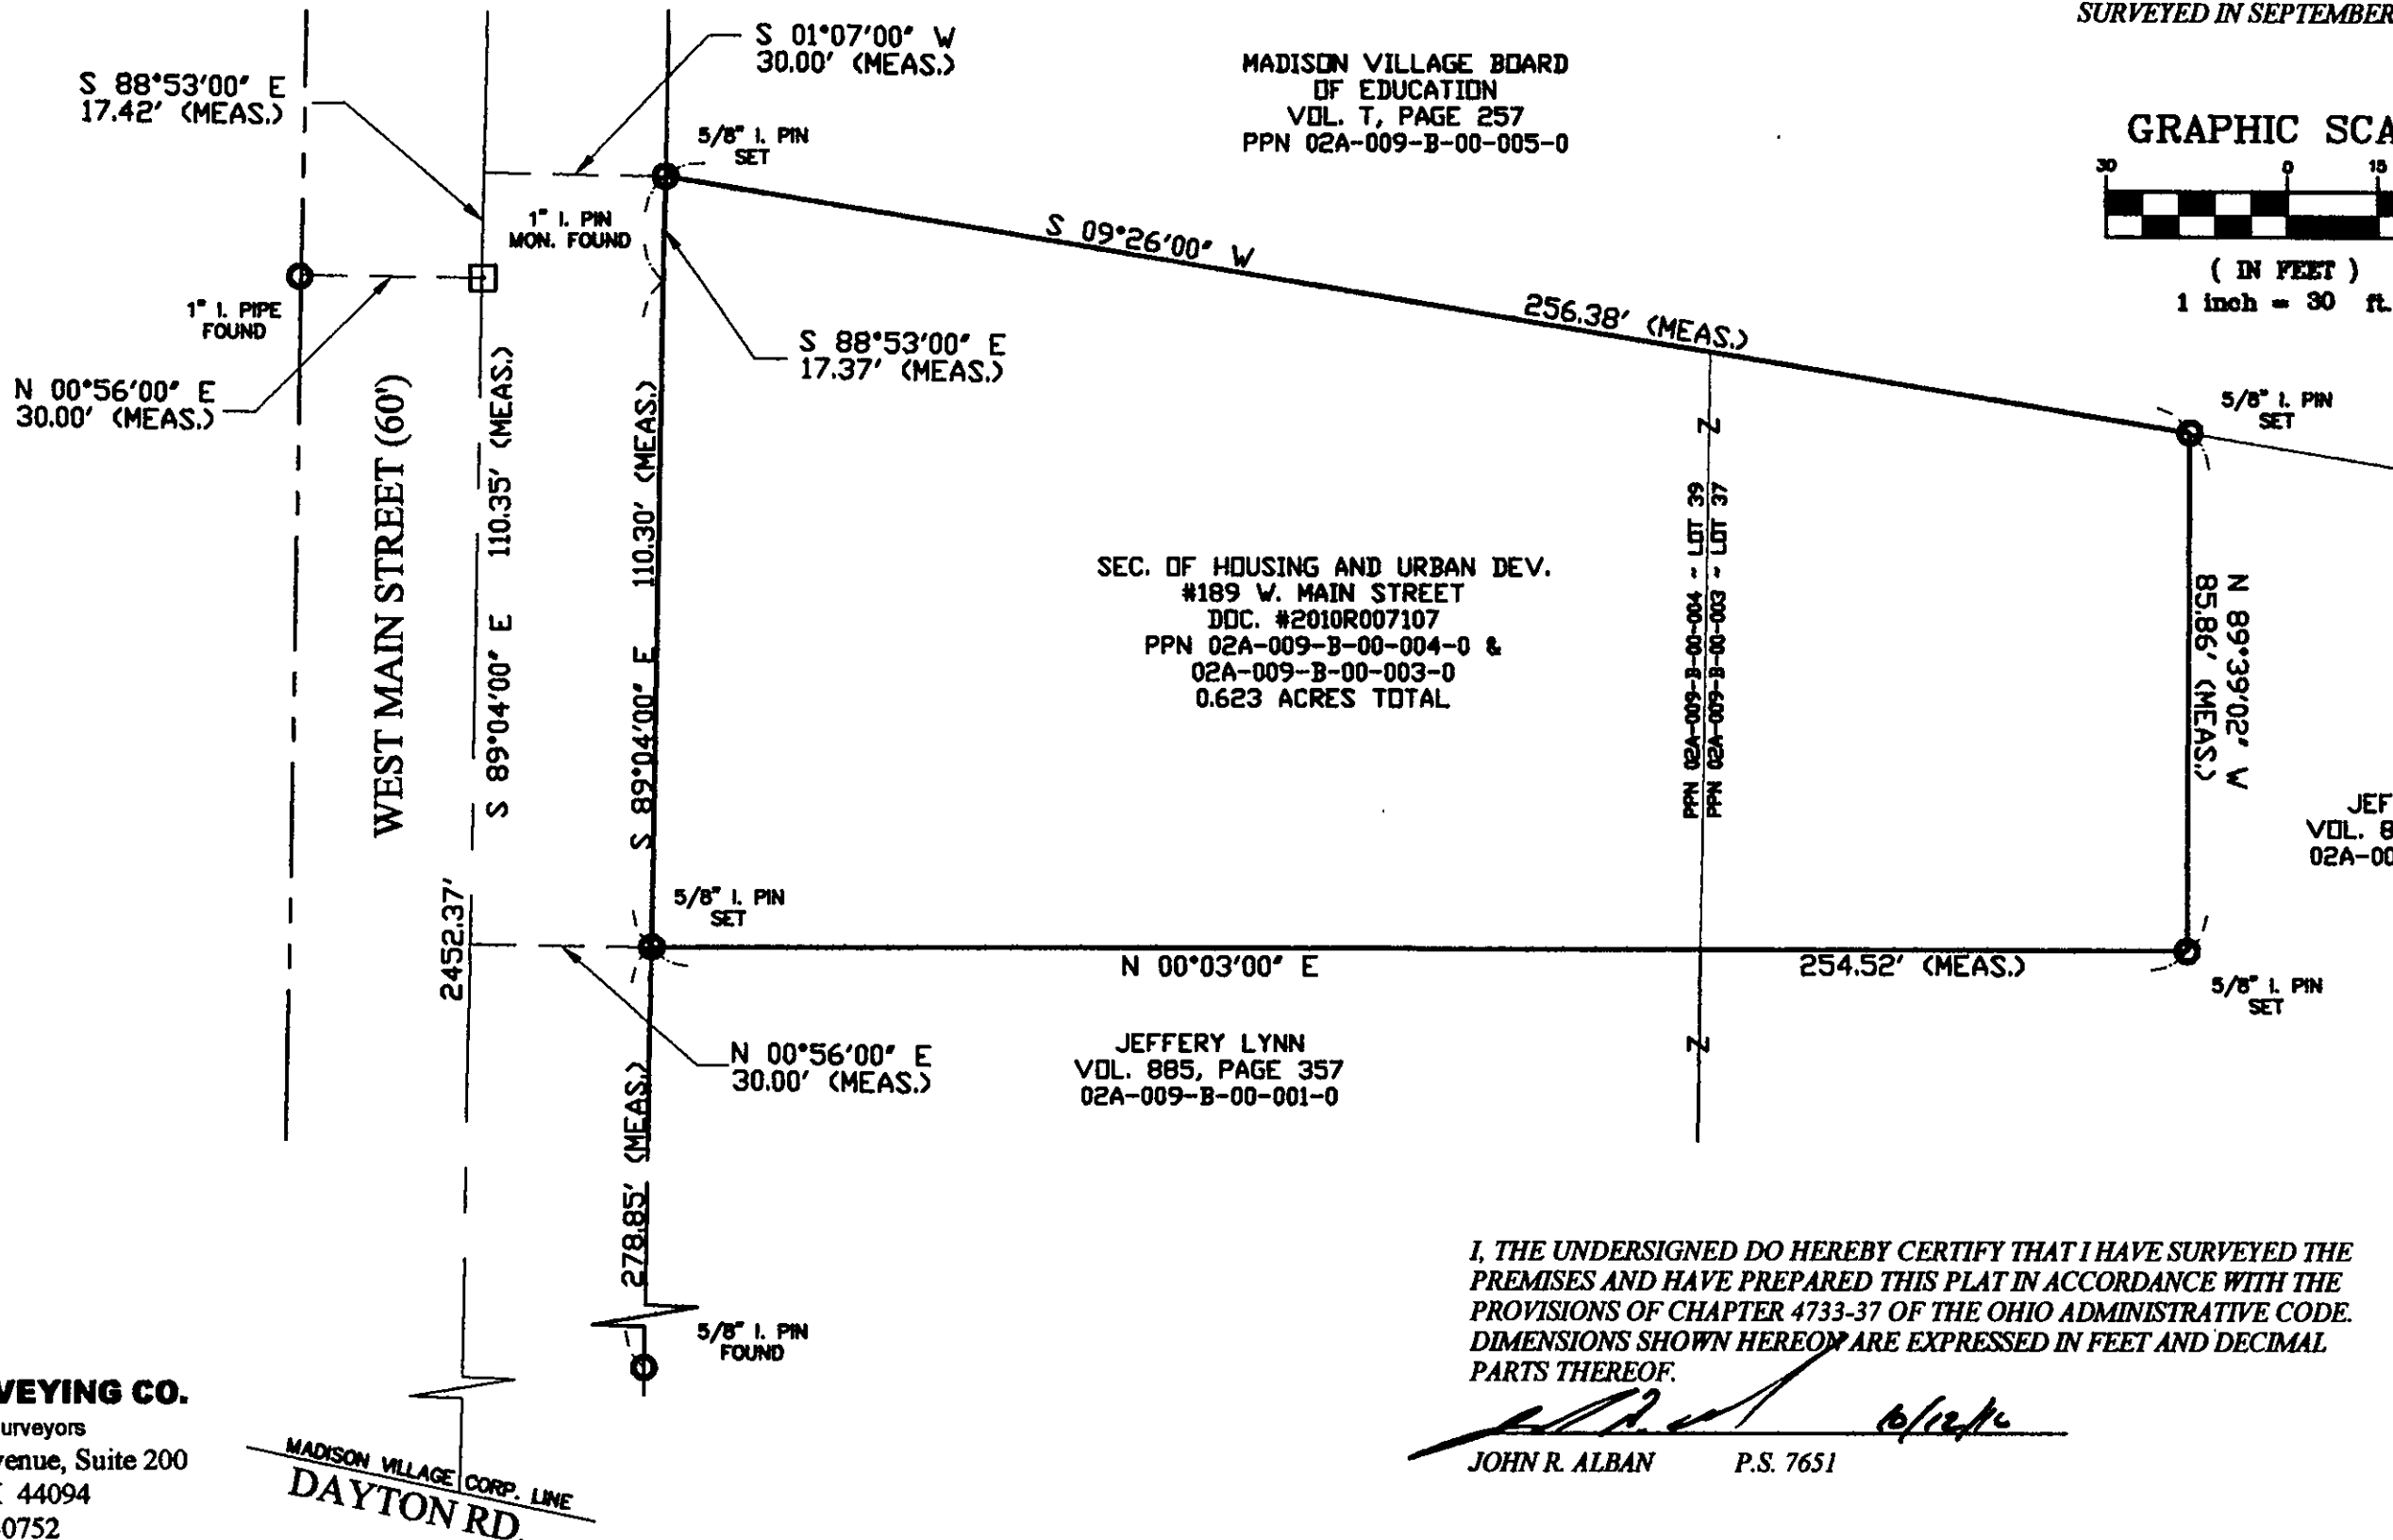 SURVEYED IN SEPTEMBER
S 01°07'00" W
30.00' (MEAS.)
S 88°53'00" E
17.42' (MEAS.)
MADISON VILLAGE BOARD
OF EDUCATION
VOL. T, PAGE 257
PPN 02A-009-B-00-005-0
GRAPHIC SCA
30 0 15
( IN FEET )
1 inch = 30 ft.
5/8" I. PIN
SET
1" I. PIN
MON. FOUND
1" I. PIPE
FOUND
S 09°26'00" W
256.38' (MEAS.)
S 88°53'00" E
17.37' (MEAS.)
N 00°56'00" E
30.00' (MEAS.)
WEST MAIN STREET (60')
S 89°04'00" E 110.35' (MEAS.)
S 89°04'00" E 110.30' (MEAS.)
5/8" I. PIN
SET
Z
PPN 02A-009-B-00-004 - LOT 39
PPN 02A-009-B-00-003 - LOT 37
SEC. OF HOUSING AND URBAN DEV.
#189 W. MAIN STREET
DOC. #2010R007107
PPN 02A-009-B-00-004-0 &
02A-009-B-00-003-0
0.623 ACRES TOTAL
N 89°39'02" W
85.86' (MEAS.)
JEF
VOL. 8
02A-00
2452.37'
5/8" I. PIN
SET
N 00°03'00" E
254.52' (MEAS.)
5/8" I. PIN
SET
N 00°56'00" E
30.00' (MEAS.)
JEFFERY LYNN
VOL. 885, PAGE 357
02A-009-B-00-001-0
Z
278.85' (MEAS.)
5/8" I. PIN
FOUND
I, THE UNDERSIGNED DO HEREBY CERTIFY THAT I HAVE SURVEYED THE
PREMISES AND HAVE PREPARED THIS PLAT IN ACCORDANCE WITH THE
PROVISIONS OF CHAPTER 4733-37 OF THE OHIO ADMINISTRATIVE CODE.
DIMENSIONS SHOWN HEREON ARE EXPRESSED IN FEET AND DECIMAL
PARTS THEREOF.
JOHN R. ALBAN P.S. 7651
VEYING CO.
urveyors
venue, Suite 200
44094
0752
MADISON VILLAGE CORP. LINE
DAYTON RD.